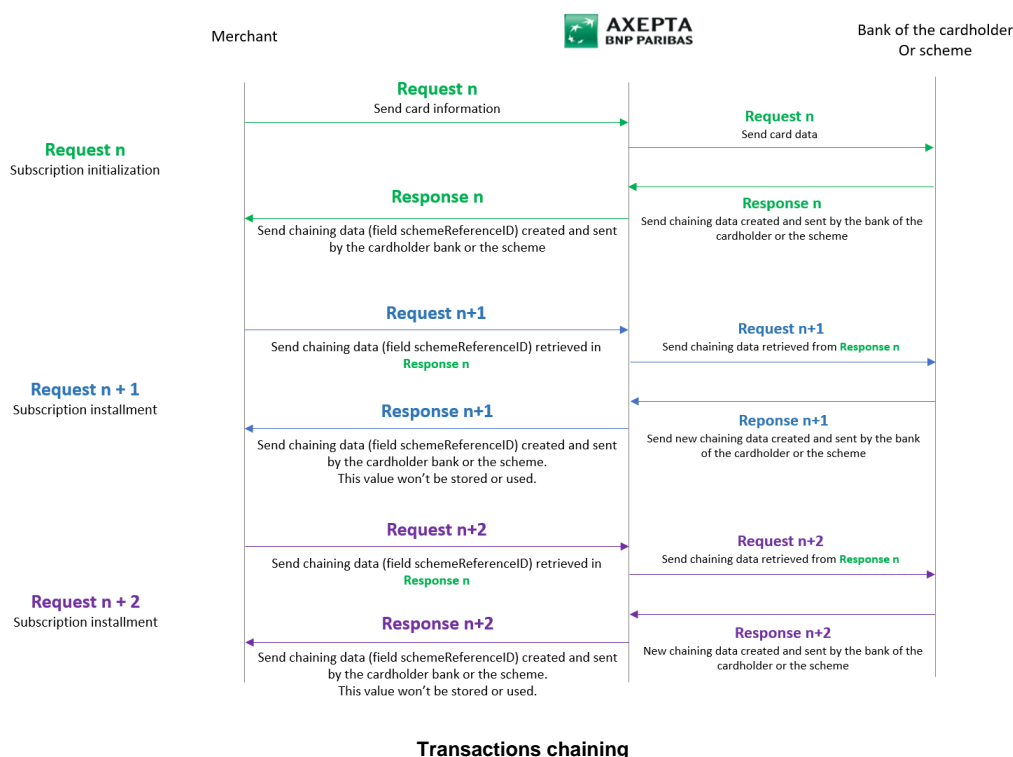 Merchant
AXEPTA
BNP PARIBAS
Bank of the cardholder
Or scheme
Request n
Send card information
Request n
Send card data
Request n
Subscription initialization
Response n
Send chaining data (field schemeReferenceID) created and sent
by the cardholder bank or the scheme
Response n
Send chaining data created and sent by the bank of the
cardholder or the scheme
Request n+1
Send chaining data (field schemeReferenceID) retrieved in
Response n
Request n+1
Send chaining data retrieved from Response n
Request n + 1
Subscription installment
Response n+1
Send chaining data (field schemeReferenceID) created and sent
by the cardholder bank or the scheme.
This value won't be stored or used.
Reponse n+1
Send new chaining data created and sent by the bank
of the cardholder or the scheme
Request n+2
Send chaining data (field schemeReferenceID) retrieved in
Response n
Request n+2
Send chaining data retrieved from Response n
Request n + 2
Subscription installment
Response n+2
Send chaining data (field schemeReferenceID) created and sent
by the cardholder bank or the scheme.
This value won't be stored or used.
Response n+2
New chaining data created and sent by the bank of the
cardholder or the scheme
Transactions chaining